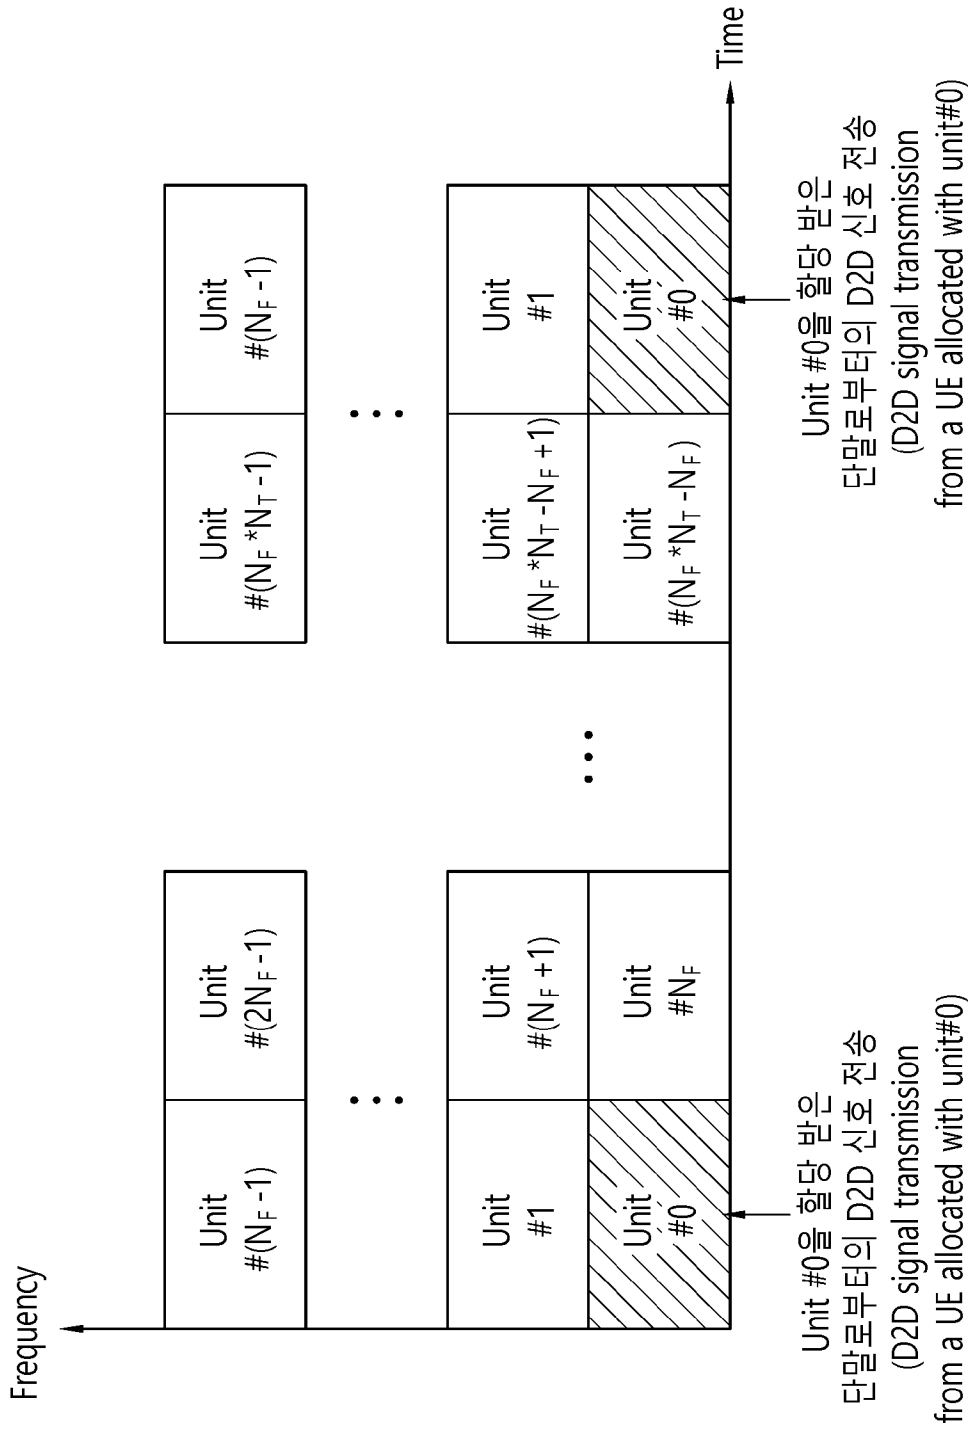 Frequency
Unit
#(N_F -1)
Unit
#(2N_F -1)
Unit
#(N_F *N_T -1)
Unit
#(N_F -1)
Unit
#1
Unit
#(N_F +1)
Unit
#(N_F *N_T -N_F +1)
Unit
#1
Unit
#0
Unit
#N_F
Unit
#(N_F *N_T -N_F)
Unit
#0
Time
Unit #0을 할당 받은
단말로부터의 D2D 신호 전송
(D2D signal transmission
from a UE allocated with unit#0)
Unit #0을 할당 받은
단말로부터의 D2D 신호 전송
(D2D signal transmission
from a UE allocated with unit#0)